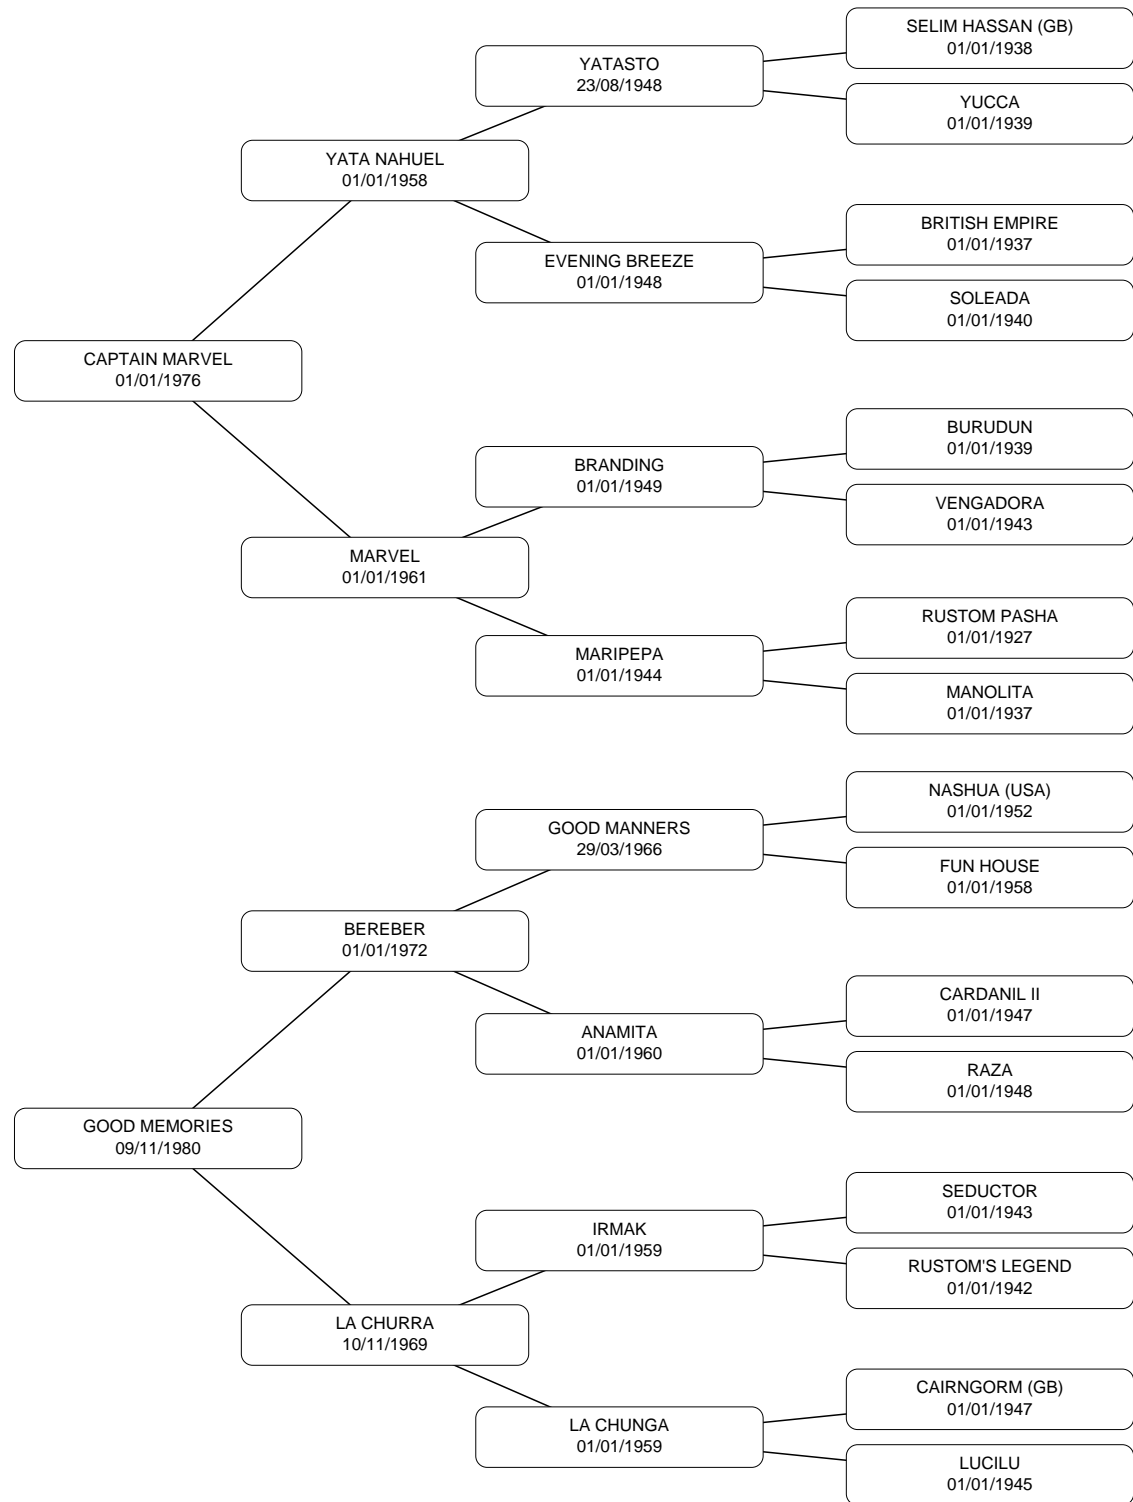 SELIM HASSAN (GB)
01/01/1938
YATASTO
23/08/1948
YUCCA
01/01/1939
YATA NAHUEL
01/01/1958
BRITISH EMPIRE
01/01/1937
EVENING BREEZE
01/01/1948
SOLEADA
01/01/1940
CAPTAIN MARVEL
01/01/1976
BURUDUN
01/01/1939
BRANDING
01/01/1949
VENGADORA
01/01/1943
MARVEL
01/01/1961
RUSTOM PASHA
01/01/1927
MARIPEPA
01/01/1944
MANOLITA
01/01/1937
NASHUA (USA)
01/01/1952
GOOD MANNERS
29/03/1966
FUN HOUSE
01/01/1958
BEREBER
01/01/1972
CARDANIL II
01/01/1947
ANAMITA
01/01/1960
RAZA
01/01/1948
GOOD MEMORIES
09/11/1980
SEDUCTOR
01/01/1943
IRMAK
01/01/1959
RUSTOM'S LEGEND
01/01/1942
LA CHURRA
10/11/1969
CAIRNGORM (GB)
01/01/1947
LA CHUNGA
01/01/1959
LUCILU
01/01/1945